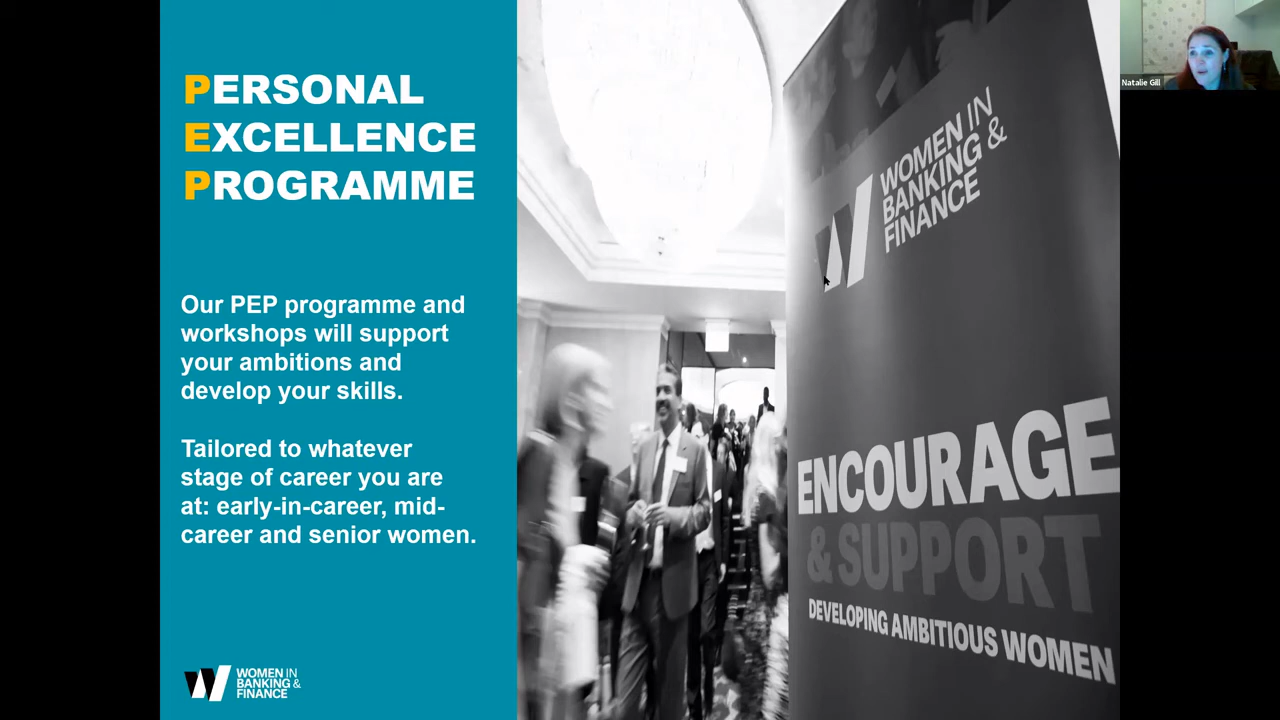 PERSONAL
EXCELLENCE
PROGRAMME
Our PEP programme and
workshops will support
your ambitions and
develop your skills.
Tailored to whatever
stage of career you are
at: early-in-career, mid-
career and senior women.
WOMEN IN
BANKING &
FINANCE
WOMEN IN
BANKING &
FINANCE
ENCOURAGE
& SUPPORT
DEVELOPING AMBITIOUS WOMEN
Natalie Gill